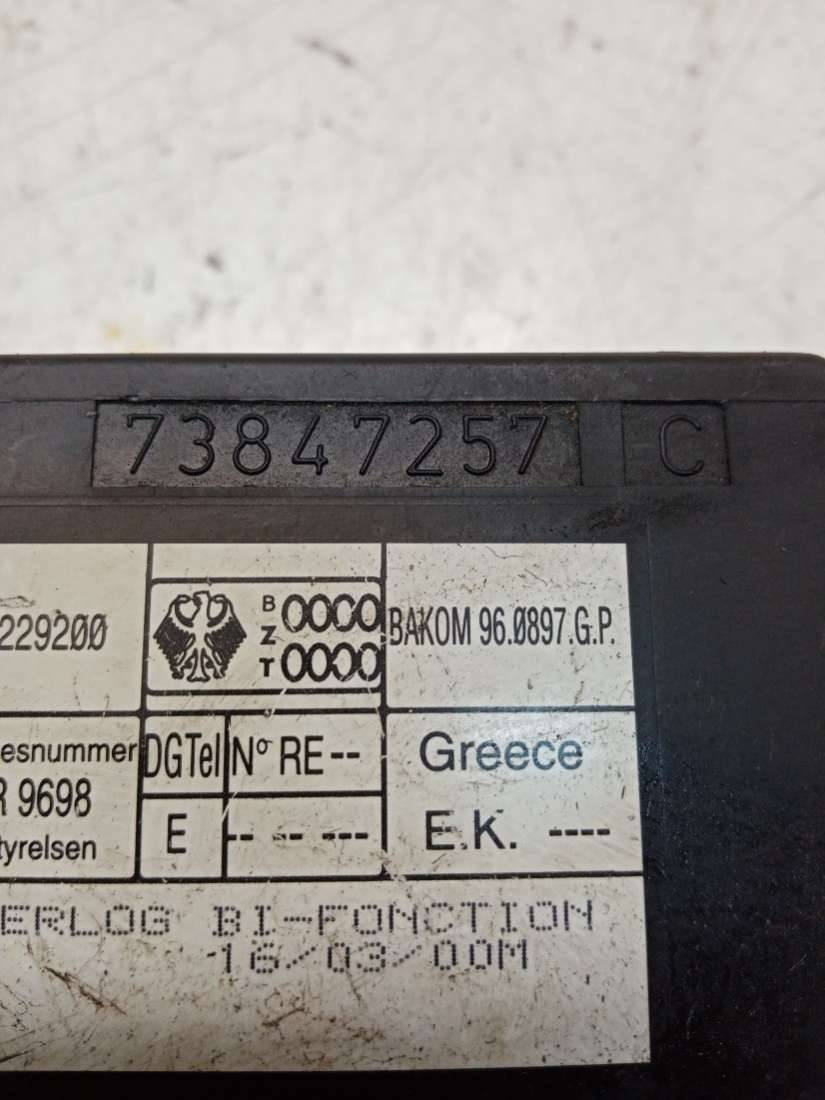 73847257 C
229200
B 0000
Z
T 0000
BAKOM 96.0897.G.P.
esnummer
R 9698
tyrelsen
DGTel Nº RE--
E -- -- ---
Greece
E.K. ----
ERLOG BI-FONCTION
16/03/00M